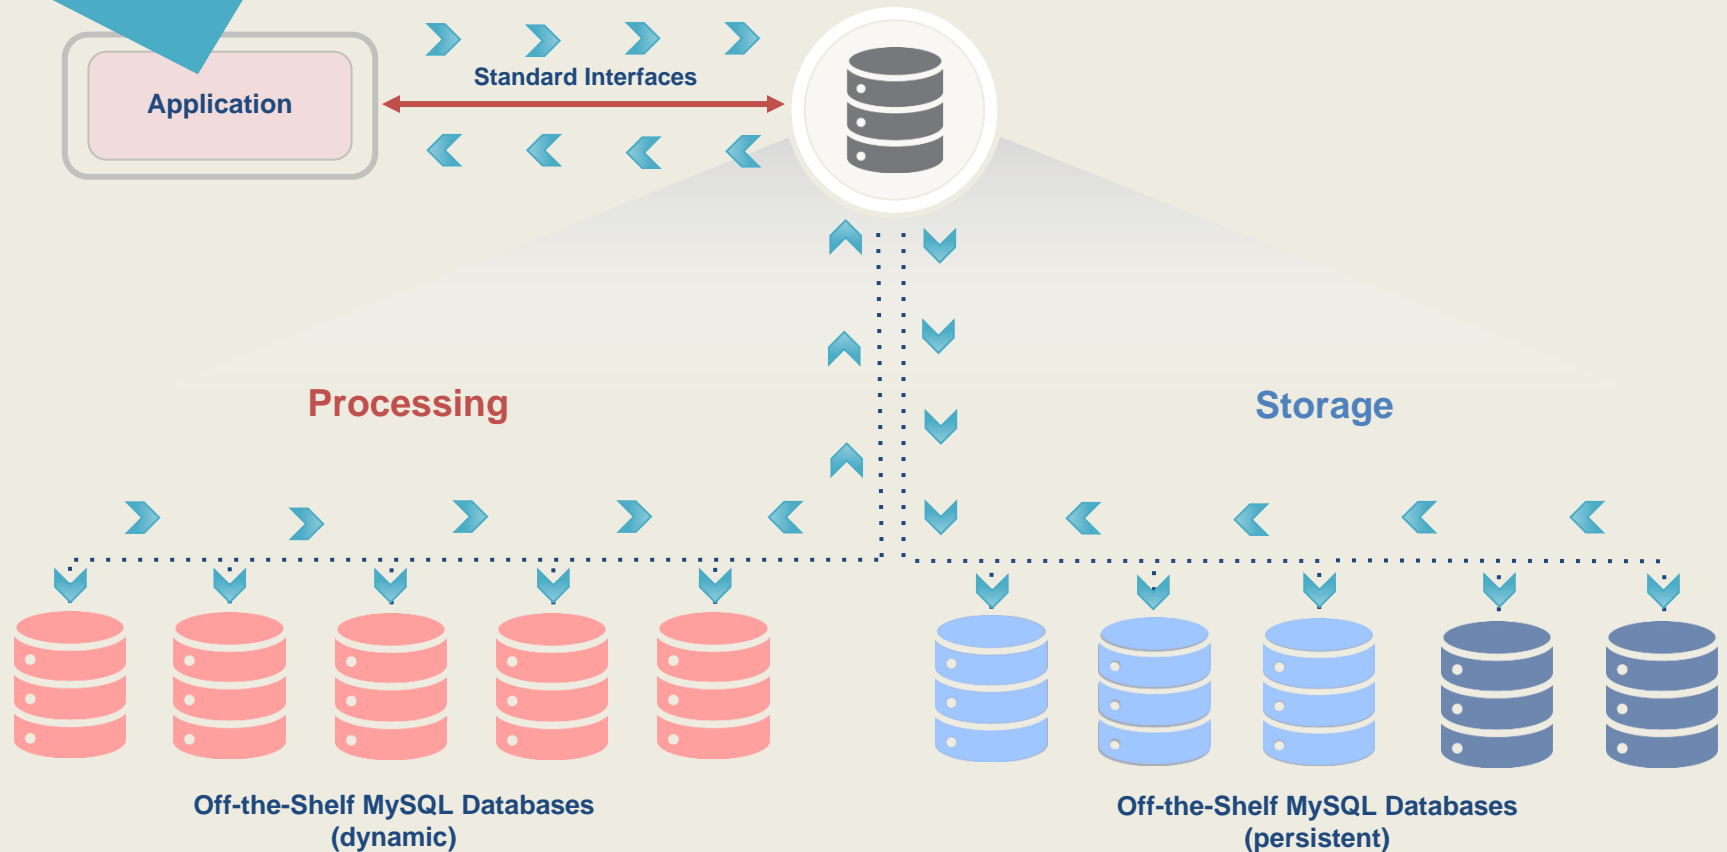 Standard Interfaces
Application
Processing
Storage
Off-the-Shelf MySQL Databases
(dynamic)
Off-the-Shelf MySQL Databases
(persistent)